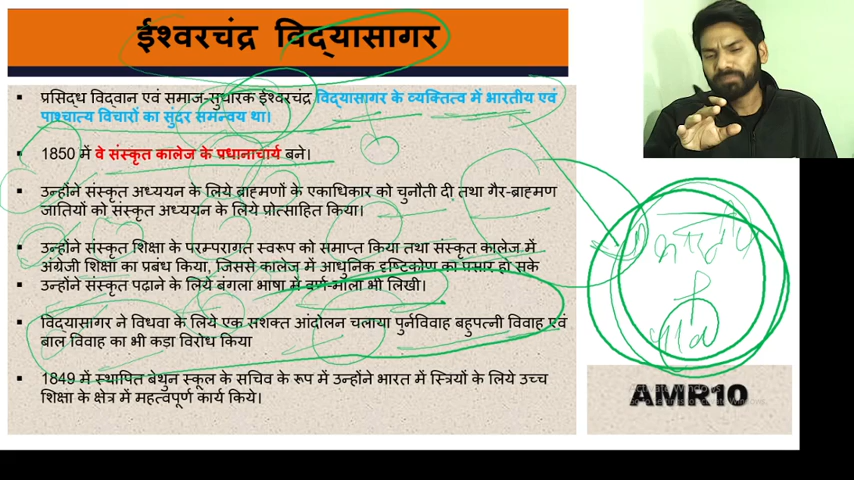 ईश्वरचंद्र विद्यासागर
प्रसिद्ध विद्वान एवं समाज-सुधारक ईश्वरचंद्र विद्यासागर के व्यक्तित्व में भारतीय एवं
पाश्चात्य विचारों का सुंदर समन्वय था।
1850 में वे संस्कृत कालेज के प्रधानाचार्य बने।
उन्होंने संस्कृत अध्ययन के लिये ब्राह्मणों के एकाधिकार को चुनौती दी तथा गैर-ब्राह्मण
जातियों को संस्कृत अध्ययन के लिये प्रोत्साहित किया।
उन्होंने संस्कृत शिक्षा के परम्परागत स्वरूप को समाप्त किया तथा संस्कृत कालेज में
अंग्रेजी शिक्षा का प्रबंध किया, जिससे कालेज में आधुनिक दृष्टिकोण का प्रसार हो सके
उन्होंने संस्कृत पढ़ाने के लिये बंगला भाषा में वर्ण-माला भी लिखी।
विद्यासागर ने विधवा के लिये एक सशक्त आंदोलन चलाया पुर्नविवाह बहुपत्नी विवाह एवं
बाल विवाह का भी कड़ा विरोध किया
1849 में स्थापित बेथुन स्कूल के सचिव के रूप में उन्होंने भारत में स्त्रियों के लिये उच्च
शिक्षा के क्षेत्र में महत्वपूर्ण कार्य किये।
AMR10